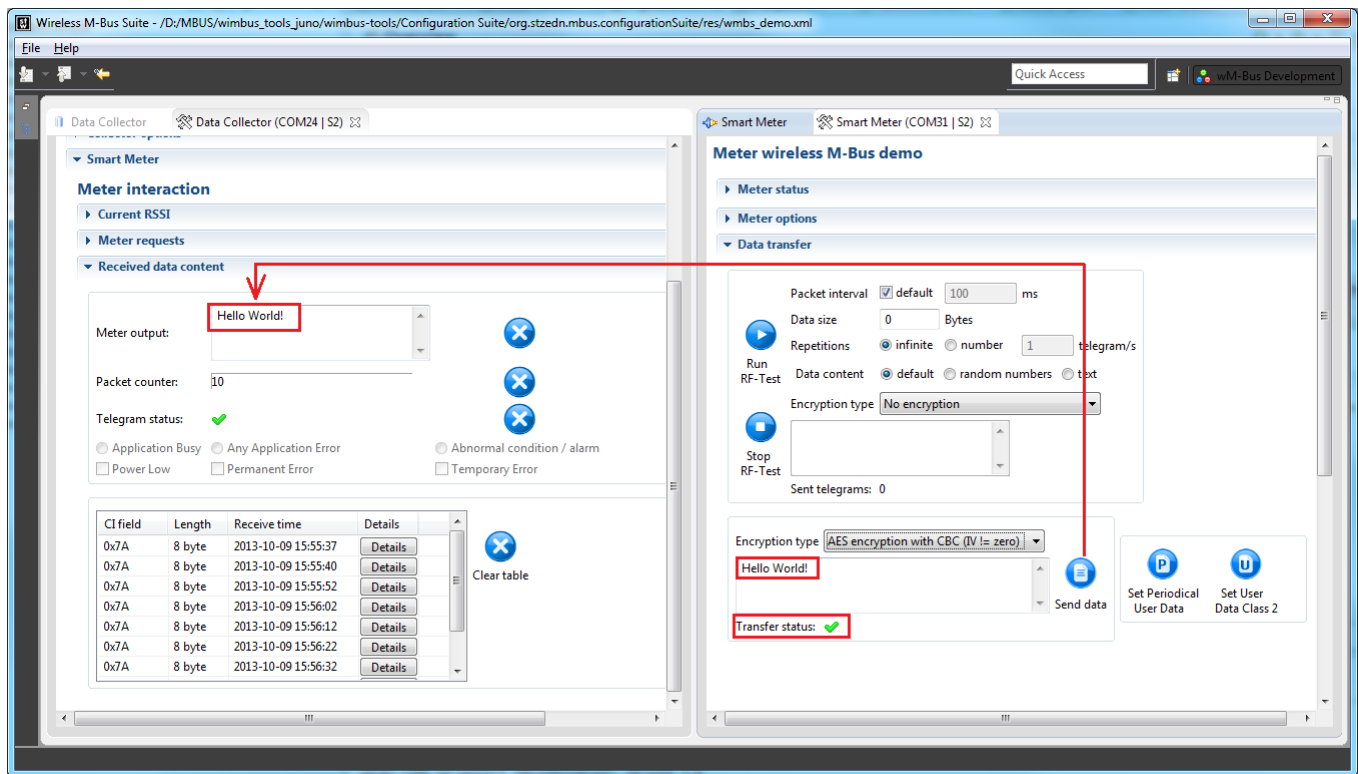 Wireless M-Bus Suite - /D:/MBUS/wimbus_tools_juno/wimbus-tools/Configuration Suite/org.stzedn.mbus.configurationSuite/res/wmbs_demo.xml
File Help
Quick Access
wM-Bus Development
Data Collector
Data Collector (COM24 | S2)
Smart Meter
Meter interaction
Current RSSI
Meter requests
Received data content
Meter output:
Hello World!
Packet counter:
10
Telegram status:
Application Busy Any Application Error Abnormal condition / alarm
Power Low Permanent Error Temporary Error
CI field Length Receive time Details
0x7A 8 byte 2013-10-09 15:55:37 Details
0x7A 8 byte 2013-10-09 15:55:40 Details
0x7A 8 byte 2013-10-09 15:55:52 Details
0x7A 8 byte 2013-10-09 15:56:02 Details
0x7A 8 byte 2013-10-09 15:56:12 Details
0x7A 8 byte 2013-10-09 15:56:22 Details
0x7A 8 byte 2013-10-09 15:56:32 Details
Clear table
Smart Meter
Smart Meter (COM31 | S2)
Meter wireless M-Bus demo
Meter status
Meter options
Data transfer
Packet interval default 100 ms
Data size 0 Bytes
Repetitions infinite number 1 telegram/s
Run
RF-Test
Data content default random numbers text
Encryption type No encryption
Stop
RF-Test
Sent telegrams: 0
Encryption type AES encryption with CBC (IV != zero)
Hello World!
Send data
Transfer status:
P
Set Periodical
User Data
U
Set User
Data Class 2